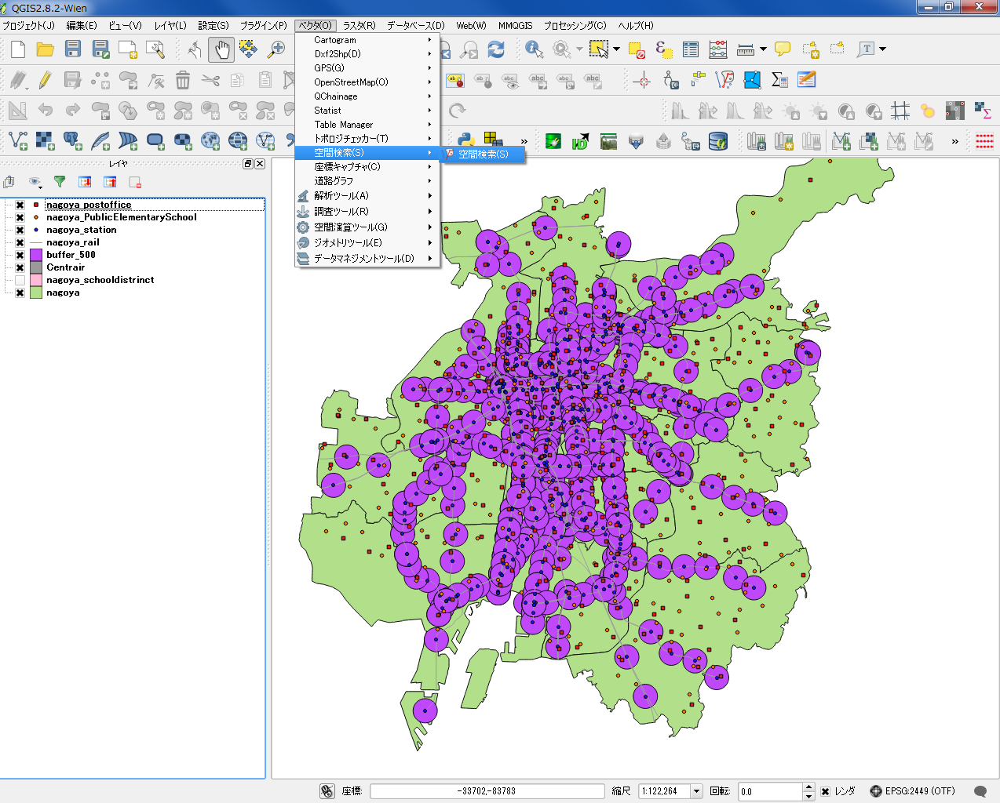 QGIS2.8.2-Wien
プロジェクト(J) 編集(E) ビュー(V) レイヤ(L) 設定(S) プラグイン(P) ベクタ(O) ラスタ(R) データベース(D) Web(W) MMQGIS プロセッシング(C) ヘルプ(H)
Cartogram
Dxf2Shp(D)
GPS(G)
OpenStreetMap(O)
QChainage
Statist
Table Manager
トポロジチェッカー(T)
空間検索(S)
空間検索(S)
座標キャプチャ(C)
道路グラフ
解析ツール(A)
調査ツール(R)
空間演算ツール(G)
ジオメトリツール(E)
データマネジメントツール(D)
レイヤ
nagoya_postoffice
nagoya_PublicElementarySchool
nagoya_station
nagoya_rail
buffer_500
Centrair
nagoya_schooldistrinct
nagoya
座標: -33702,-83783 縮尺 1:122,264 回転: 0.0 レンダ EPSG:2449 (OTF)